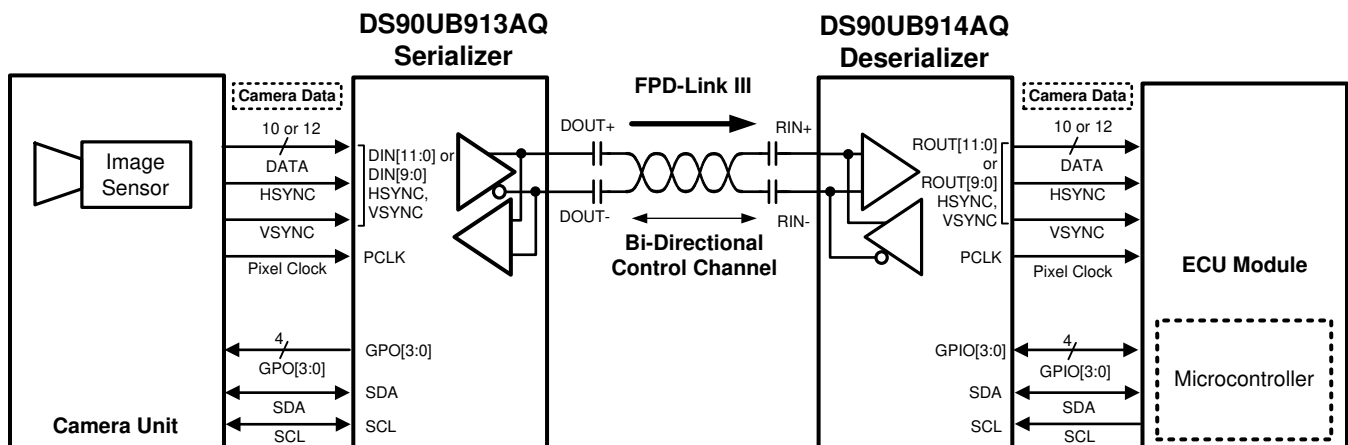 DS90UB913AQ
Serializer
DS90UB914AQ
Deserializer
Camera Data
FPD-Link III
Camera Data
10 or 12
DATA
HSYNC
VSYNC
Pixel Clock
Image
Sensor
DIN[11:0] or
DIN[9:0]
HSYNC,
VSYNC
PCLK
DOUT+
DOUT-
RIN+
RIN-
Bi-Directional
Control Channel
ROUT[11:0]
or
ROUT[9:0]
HSYNC,
VSYNC
PCLK
10 or 12
DATA
HSYNC
VSYNC
Pixel Clock
ECU Module
4
GPO[3:0]
SDA
SCL
GPO[3:0]
SDA
SCL
Camera Unit
GPIO[3:0]
SDA
SCL
4
GPIO[3:0]
SDA
SCL
Microcontroller